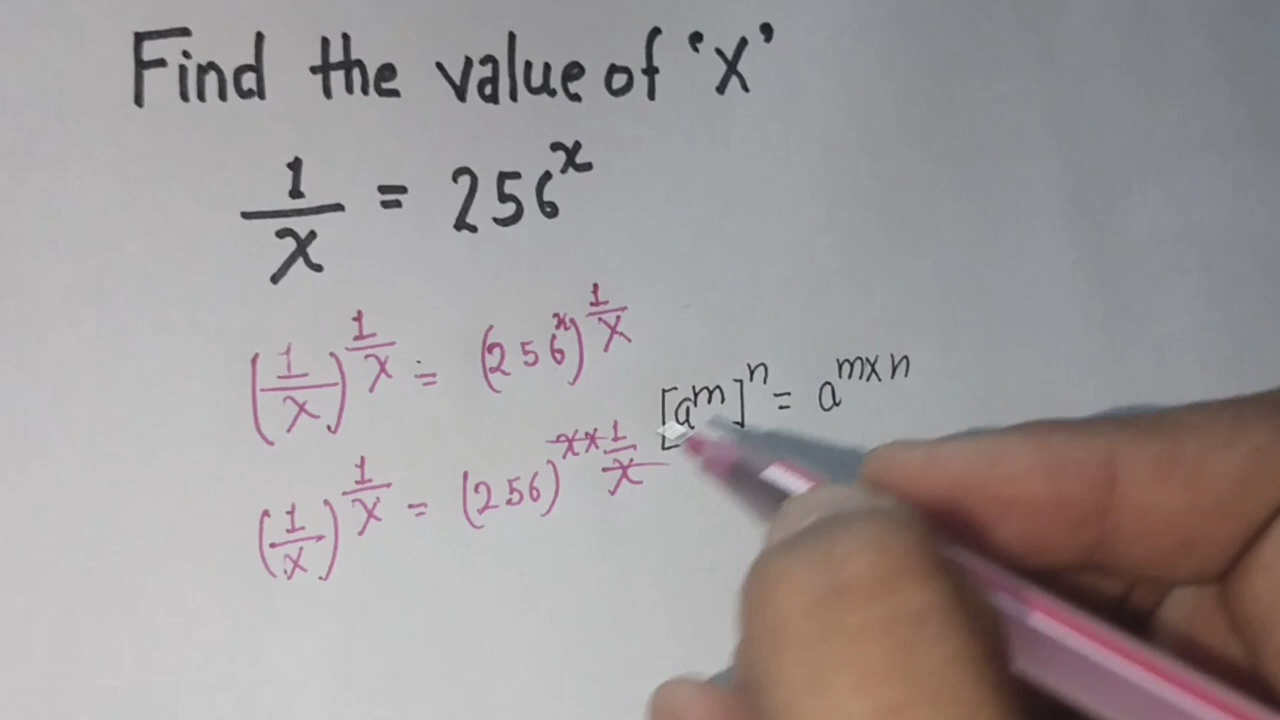 Find the value of 'x'
1/x = 256^x
(1/x)^(1/x) = (256^x)^(1/x)
[a^m]^n = a^(m×n)
(1/x)^(1/x) = (256)^(x×1/x)